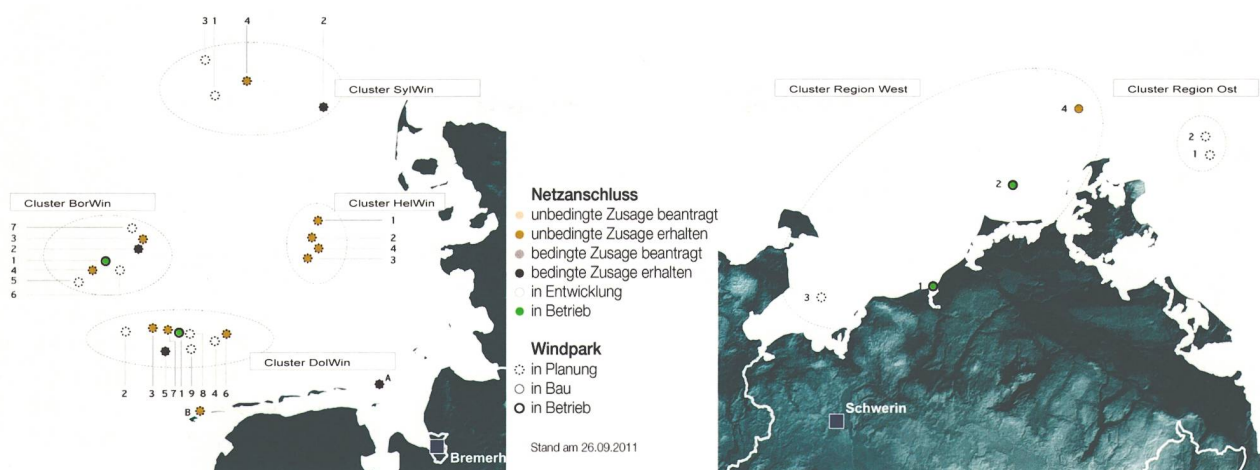 3 1 4 2
Cluster SylWin
Cluster BorWin
7
3
2
1
4
5
6
Cluster HelWin
1
2
4
3
Cluster DolWin
2 3 5 7 1 9 8 4 6
A
B
Bremerh
Netzanschluss
unbedingte Zusage beantragt
unbedingte Zusage erhalten
bedingte Zusage beantragt
bedingte Zusage erhalten
in Entwicklung
in Betrieb
Windpark
in Planung
in Bau
in Betrieb
Stand am 26.09.2011
Cluster Region West
Cluster Region Ost
4
2
1
2
1
3
Schwerin